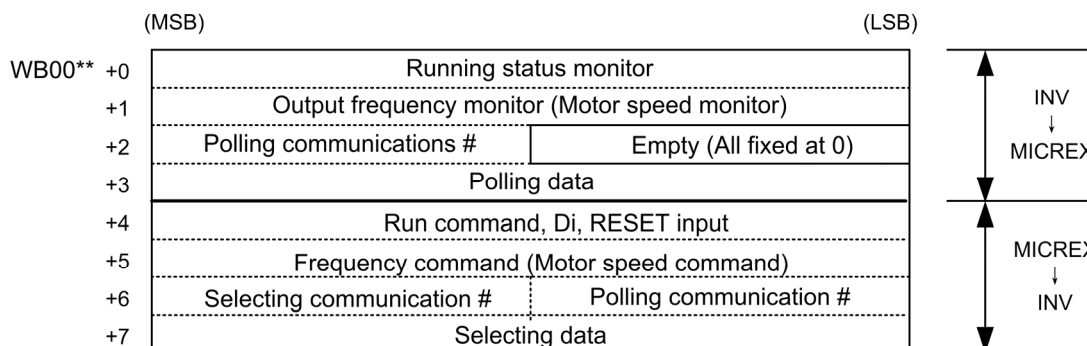 (MSB) (LSB)
WB00** +0 Running status monitor
+1 Output frequency monitor (Motor speed monitor)
+2 Polling communications # Empty (All fixed at 0)
+3 Polling data
INV
↓
MICREX
+4 Run command, Di, RESET input
+5 Frequency command (Motor speed command)
+6 Selecting communication # Polling communication #
+7 Selecting data
MICREX
↓
INV